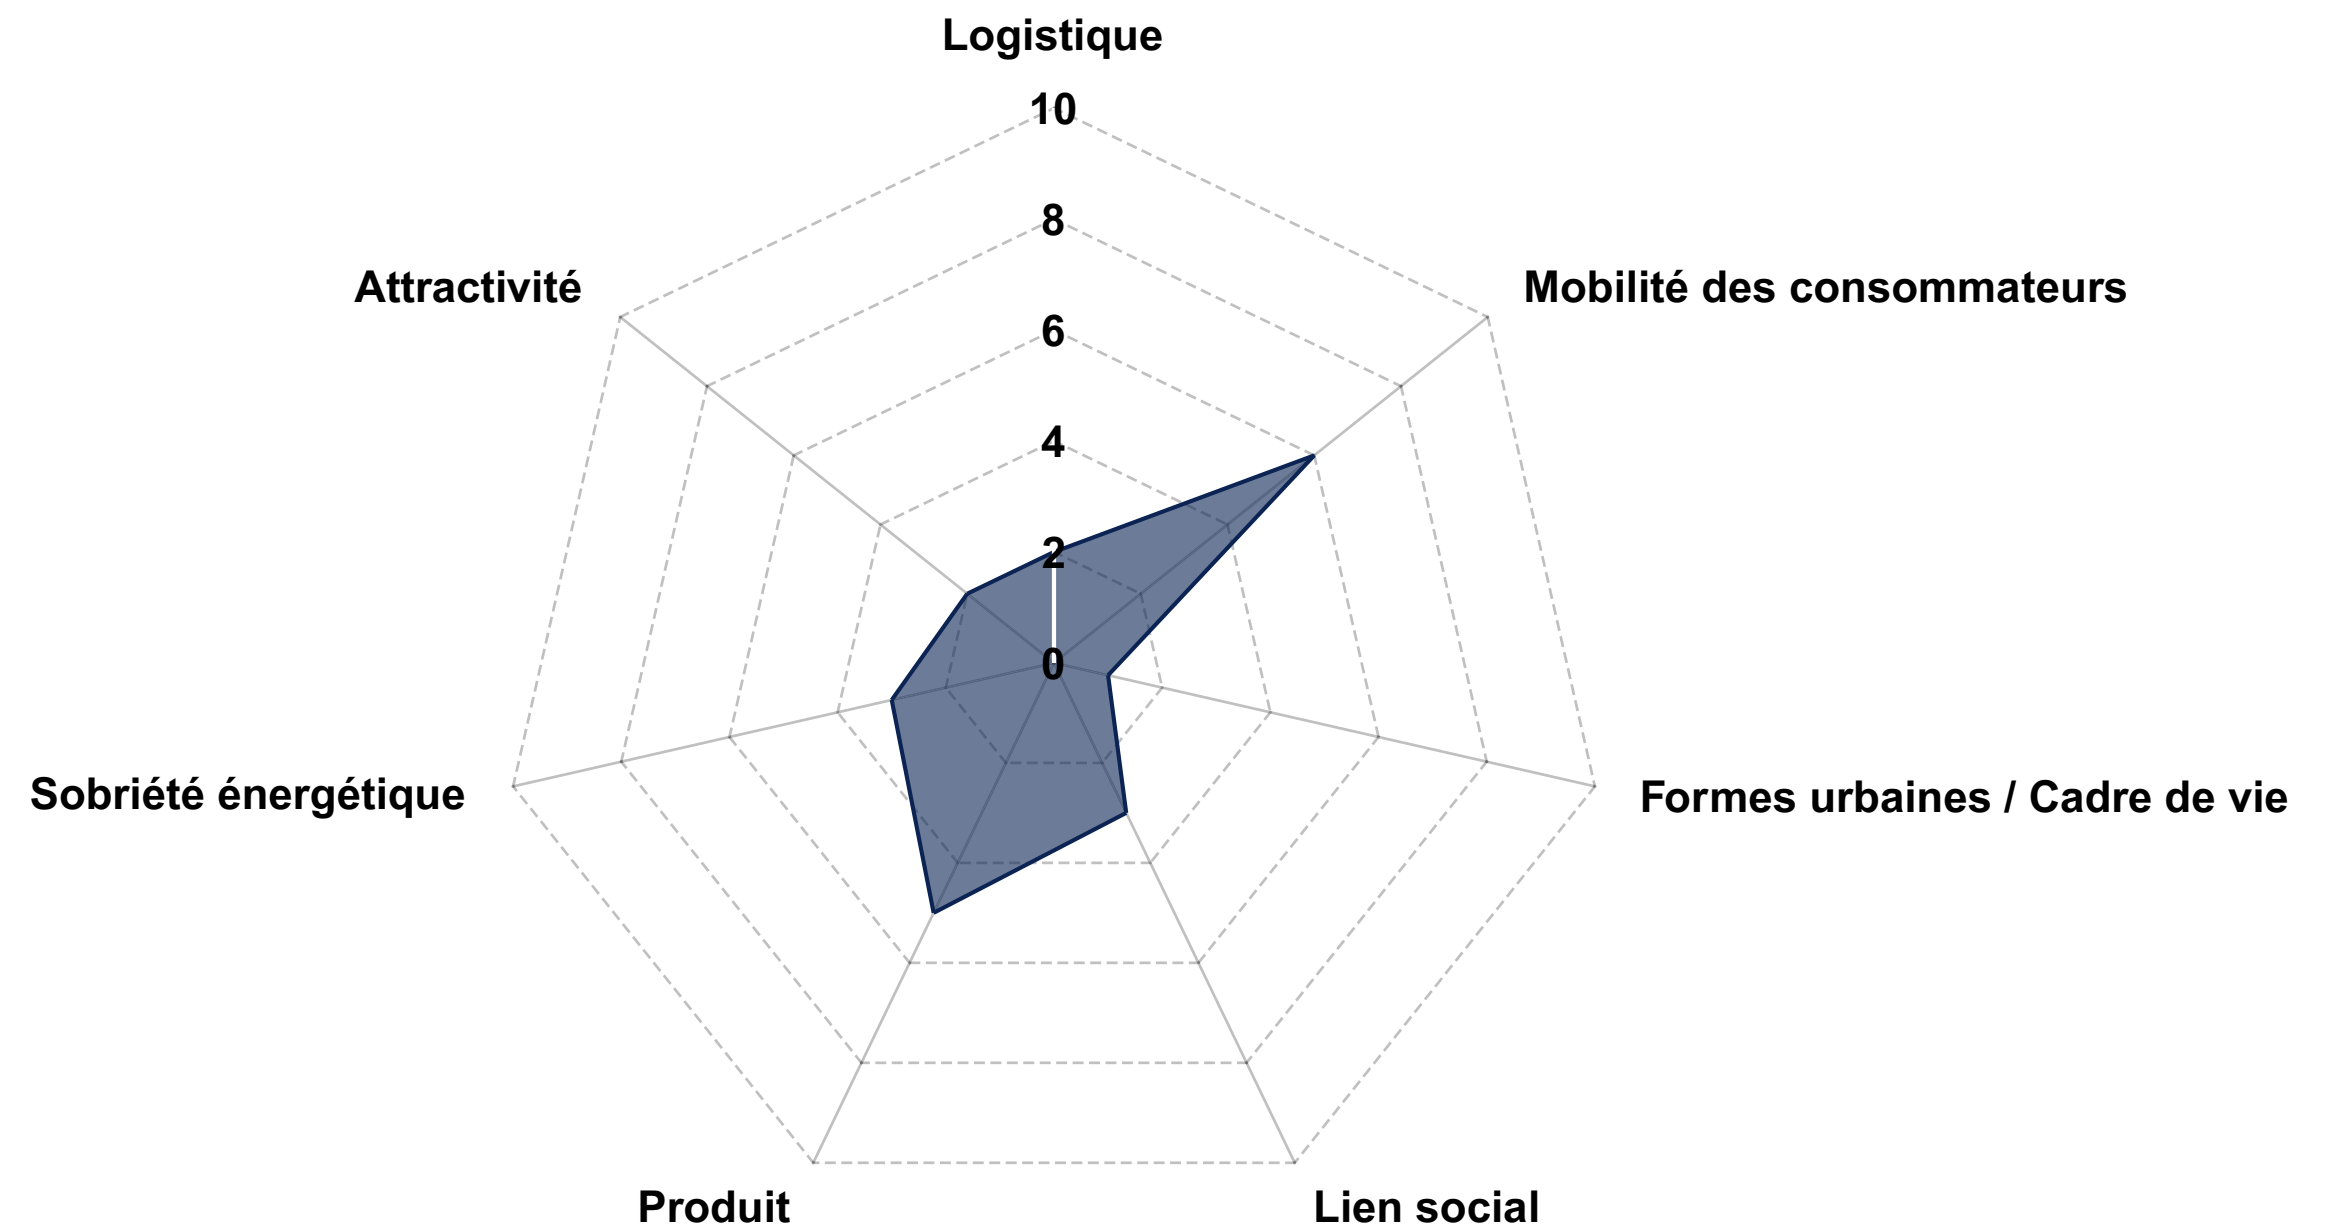 Logistique
10
8
Attractivité
Mobilité des consommateurs
6
4
2
0
Sobriété énergétique
Formes urbaines / Cadre de vie
Produit
Lien social